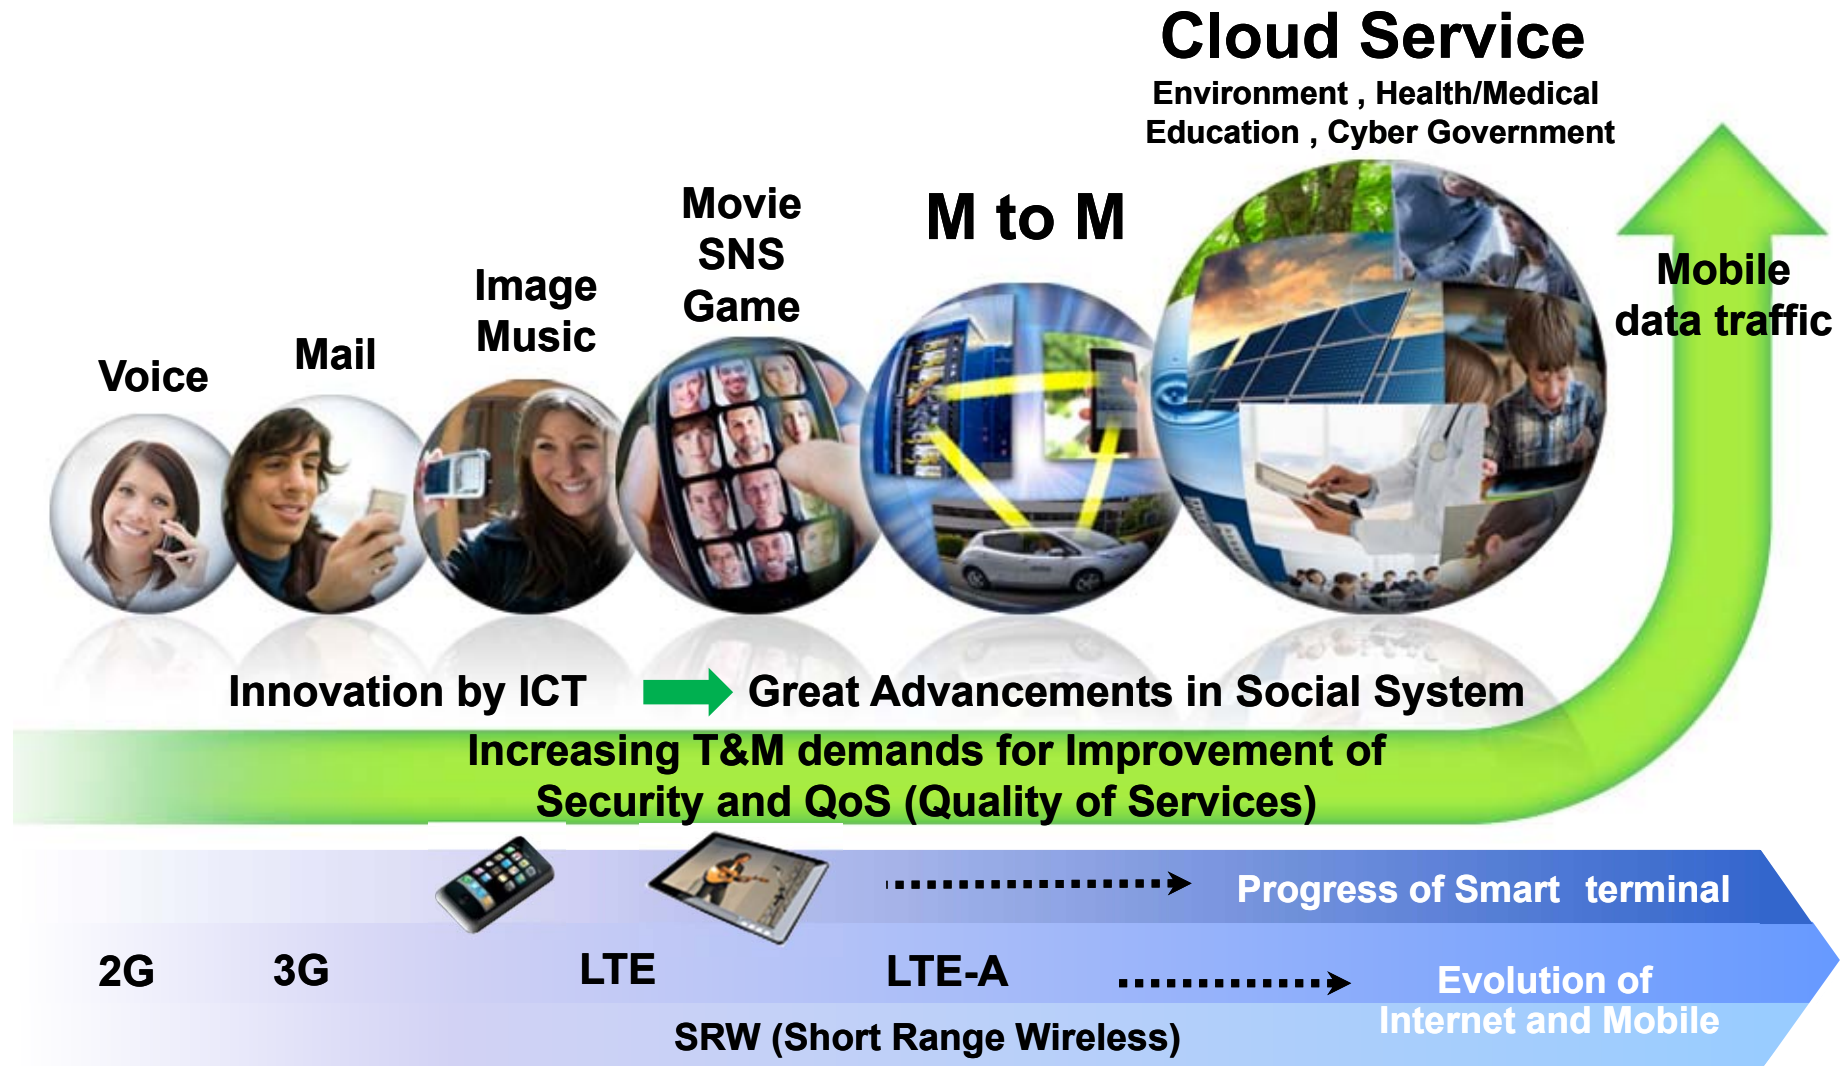 Cloud Service
Environment , Health/Medical
Education , Cyber Government
M to M
Movie
SNS
Game
Image
Music
Mail
Voice
Mobile
data traffic
Innovation by ICT
Great Advancements in Social System
Increasing T&M demands for Improvement of
Security and QoS (Quality of Services)
Progress of Smart terminal
2G
3G
LTE
LTE-A
Evolution of
Internet and Mobile
SRW (Short Range Wireless)